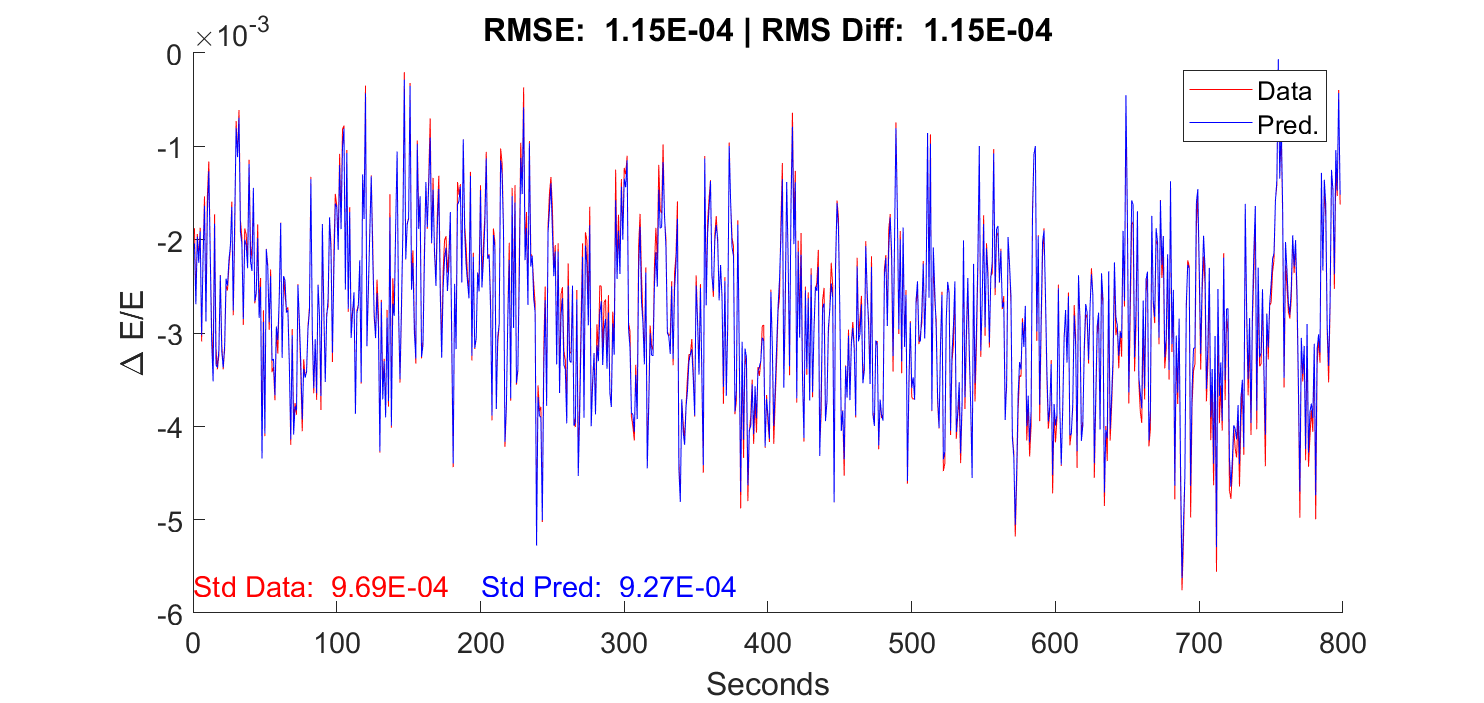 RMSE:  1.15E-04 | RMS Diff:  1.15E-04
×10-3
0
-1
-2
-3
-4
-5
-6
Δ E/E
Data
Pred.
Std Data:  9.69E-04
Std Pred:  9.27E-04
0 100 200 300 400 500 600 700 800
Seconds